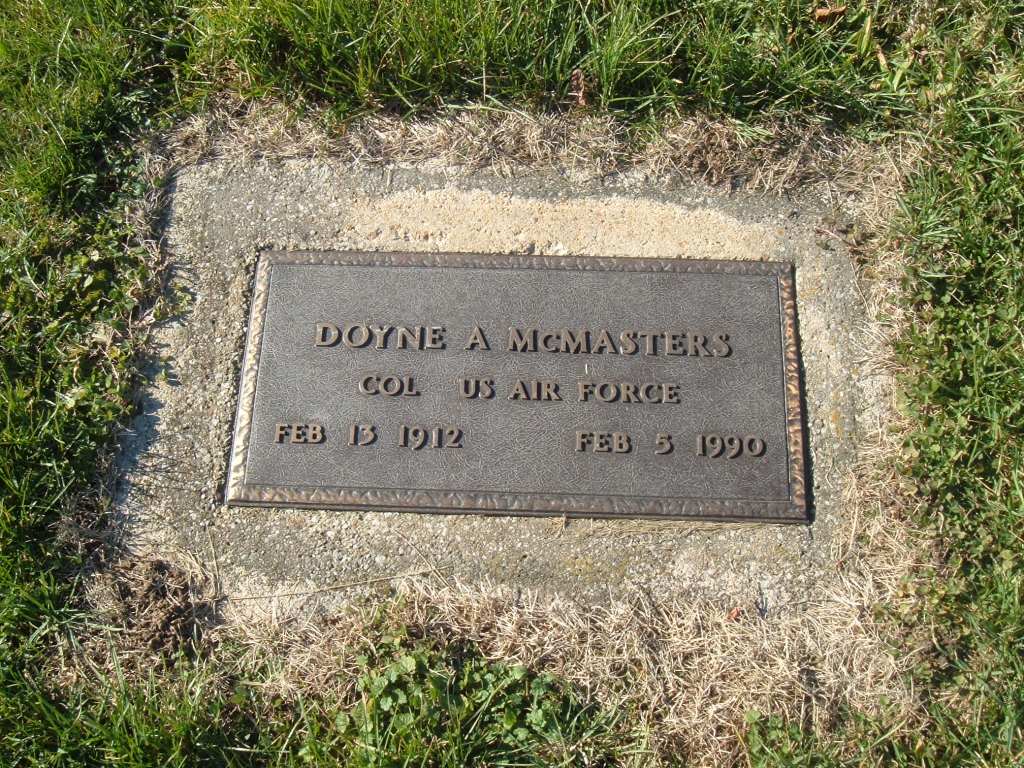 DOYNE A McMASTERS
COL US AIR FORCE
FEB 13 1912 FEB 5 1990